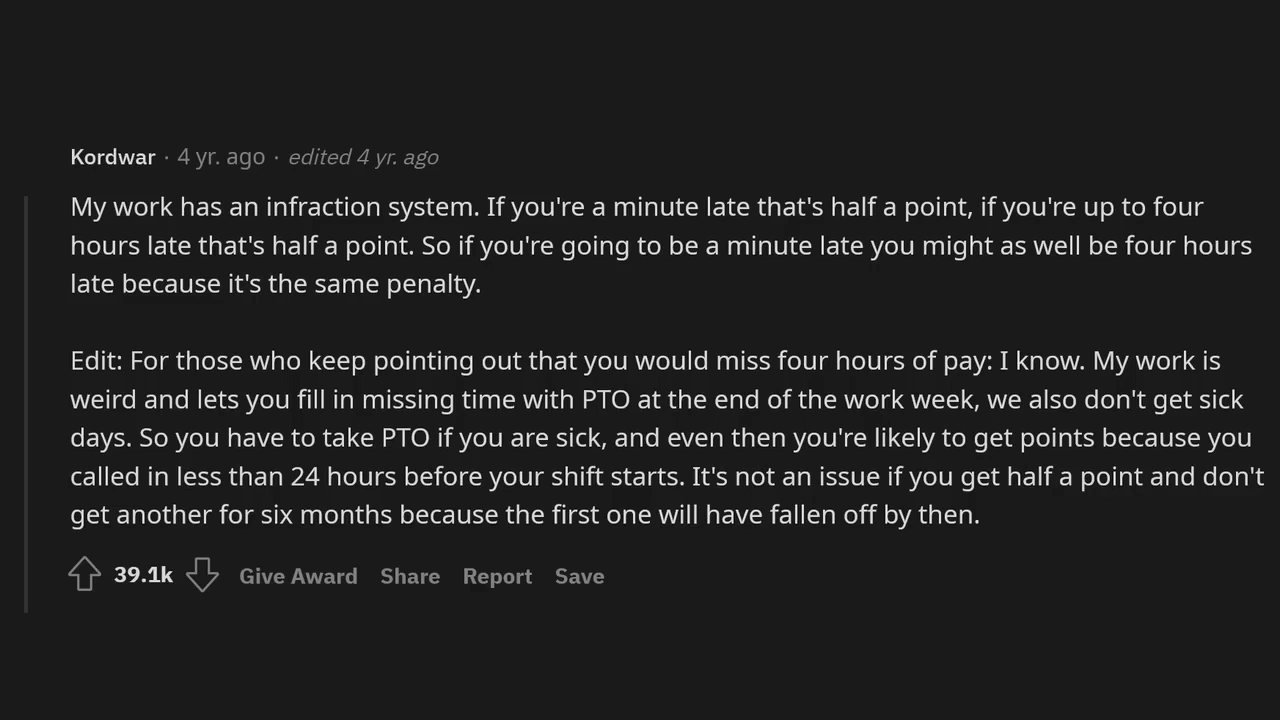 Kordwar · 4 yr. ago · edited 4 yr. ago
My work has an infraction system. If you're a minute late that's half a point, if you're up to four
hours late that's half a point. So if you're going to be a minute late you might as well be four hours
late because it's the same penalty.
Edit: For those who keep pointing out that you would miss four hours of pay: I know. My work is
weird and lets you fill in missing time with PTO at the end of the work week, we also don't get sick
days. So you have to take PTO if you are sick, and even then you're likely to get points because you
called in less than 24 hours before your shift starts. It's not an issue if you get half a point and don't
get another for six months because the first one will have fallen off by then.
39.1k Give Award Share Report Save